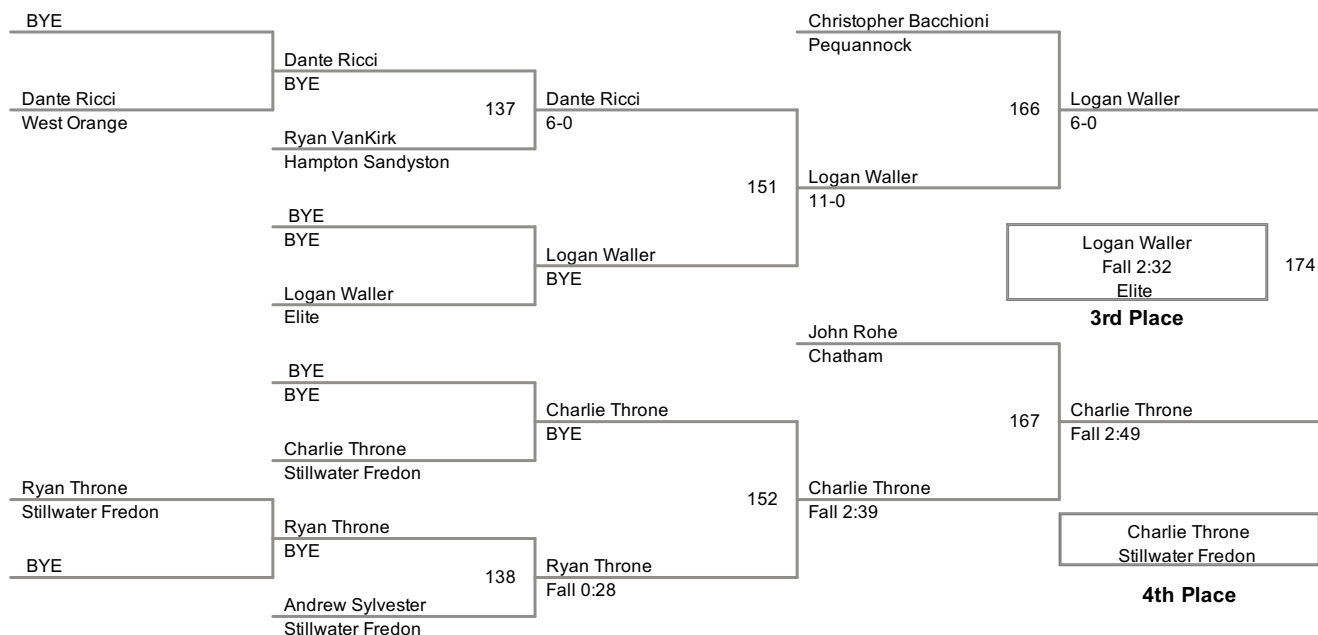 BYE
Christopher Bacchioni
Pequannock
Dante Ricci
BYE
Dante Ricci
West Orange
137
Dante Ricci
6-0
166
Logan Waller
6-0
Ryan VanKirk
Hampton Sandyston
151
Logan Waller
11-0
BYE
BYE
Logan Waller
BYE
Logan Waller
Fall 2:32
Elite
174
3rd Place
Logan Waller
Elite
John Rohe
Chatham
BYE
BYE
Charlie Throne
BYE
167
Charlie Throne
Fall 2:49
Charlie Throne
Stillwater Fredon
Ryan Throne
Stillwater Fredon
152
Charlie Throne
Fall 2:39
Ryan Throne
BYE
Charlie Throne
Stillwater Fredon
4th Place
BYE
138
Ryan Throne
Fall 0:28
Andrew Sylvester
Stillwater Fredon